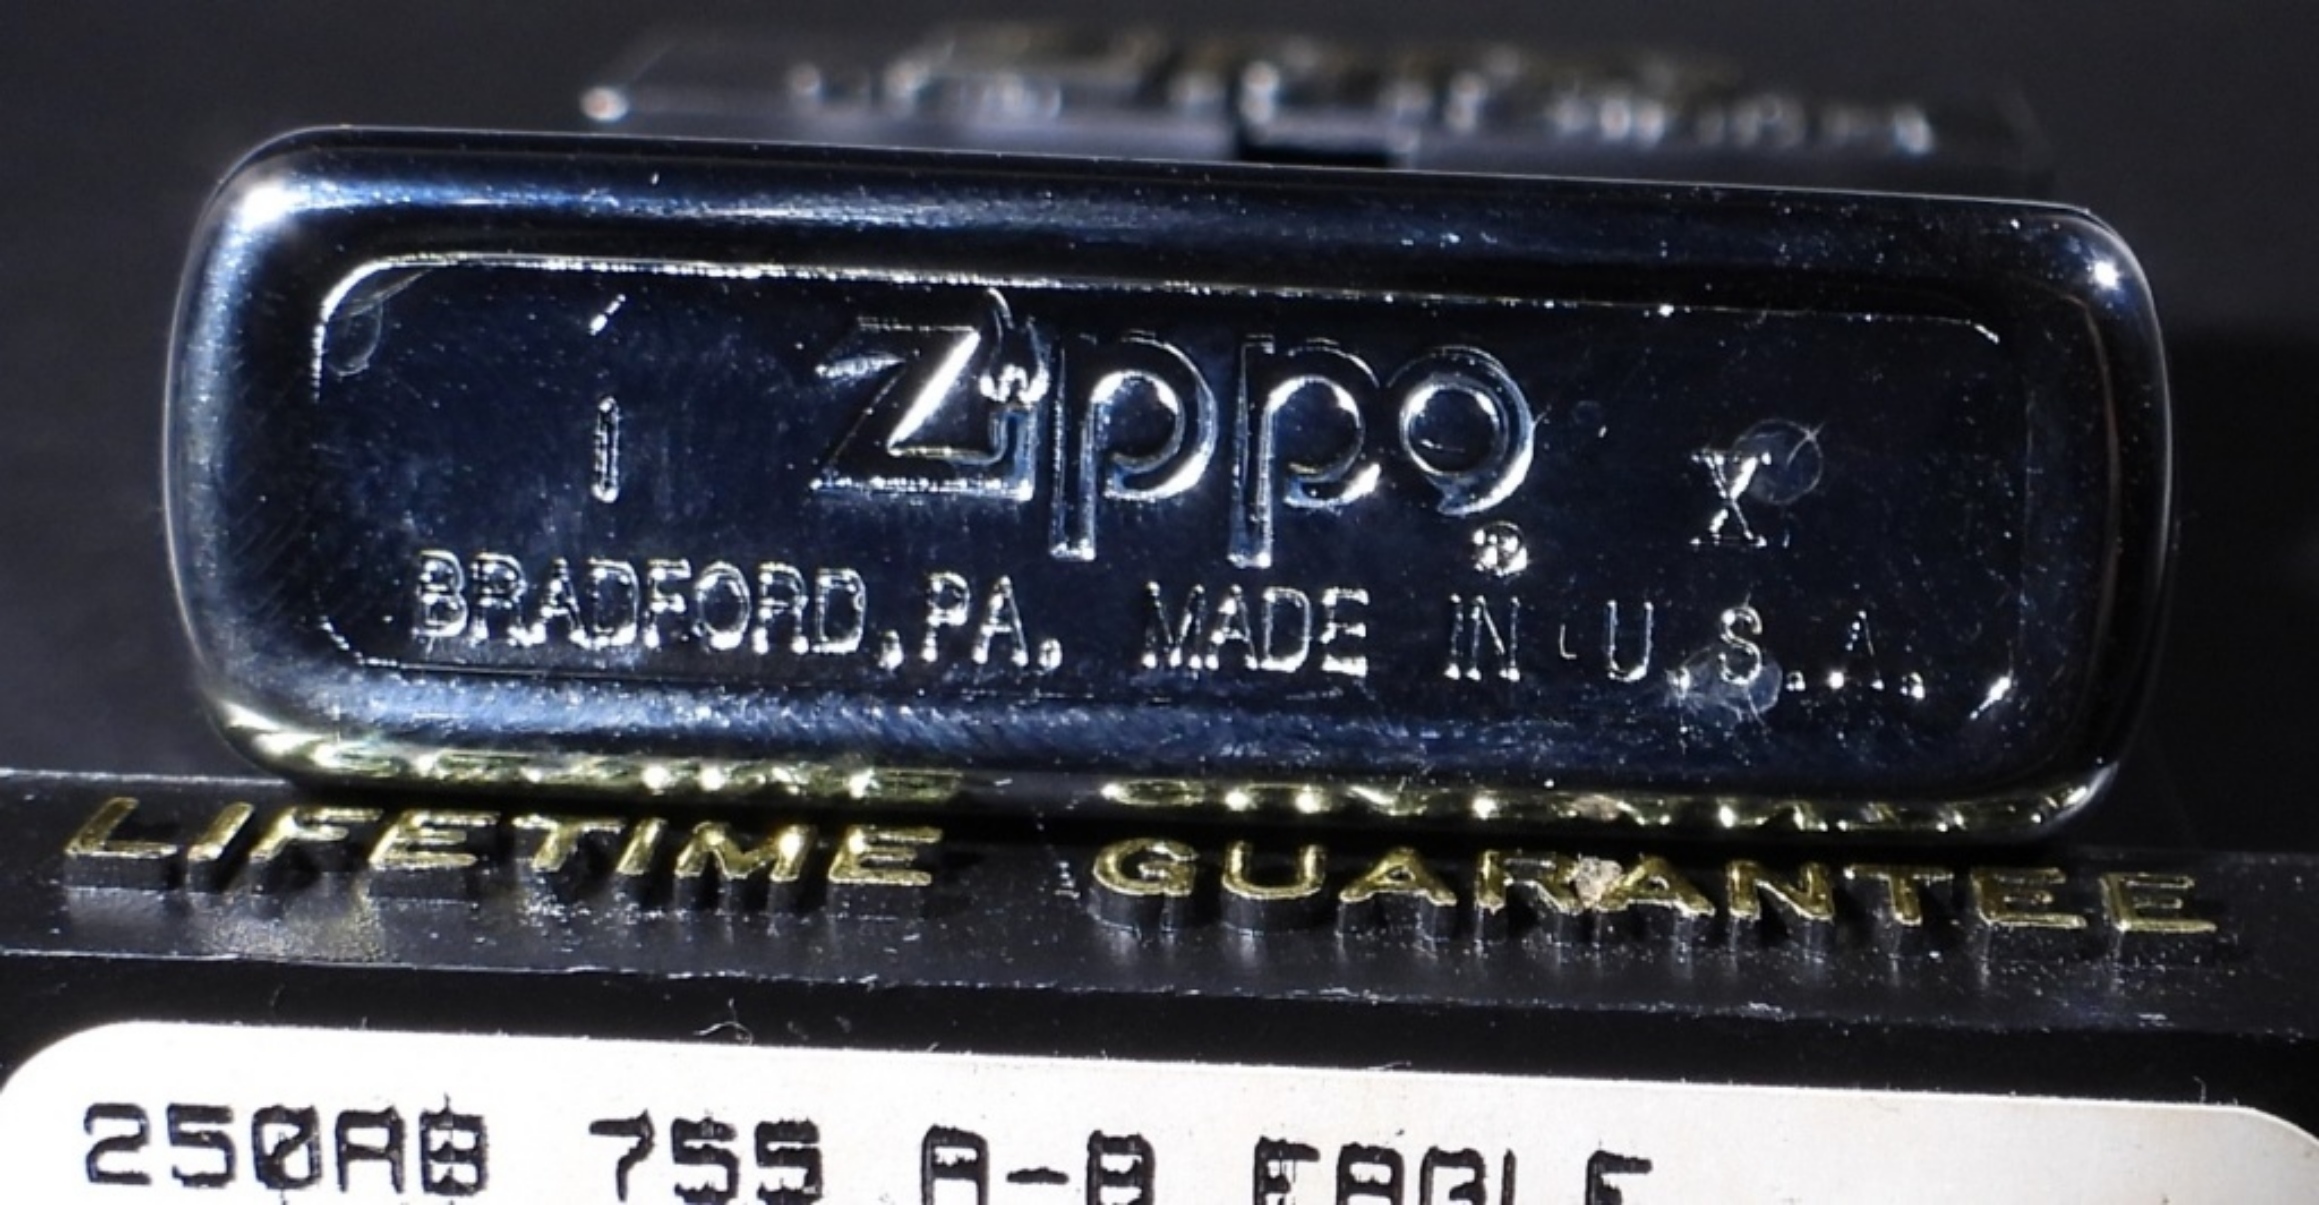 I Zippo ® X
BRADFORD, PA. MADE IN U.S.A.
LIFETIME GUARANTEE
250AB 755 A-B EAGLE